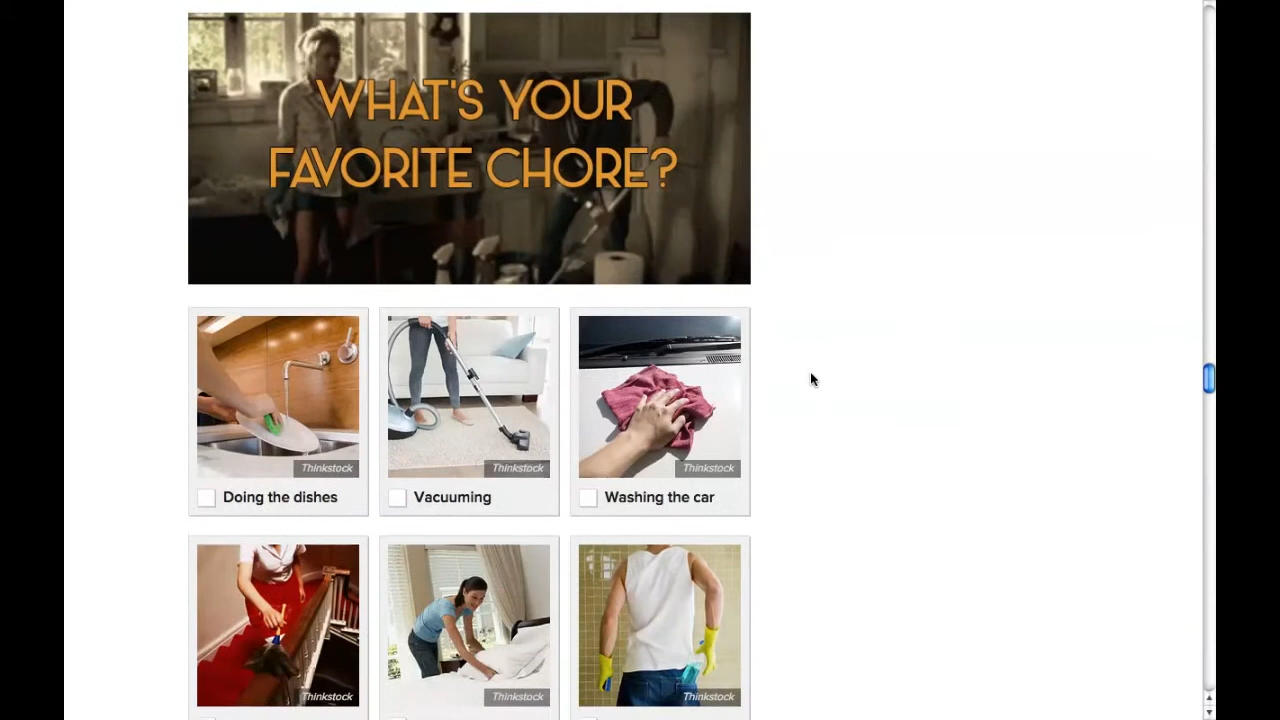 WHAT'S YOUR
FAVORITE CHORE?
Thinkstock
Thinkstock
Thinkstock
Doing the dishes
Vacuuming
Washing the car
Thinkstock
Thinkstock
Thinkstock